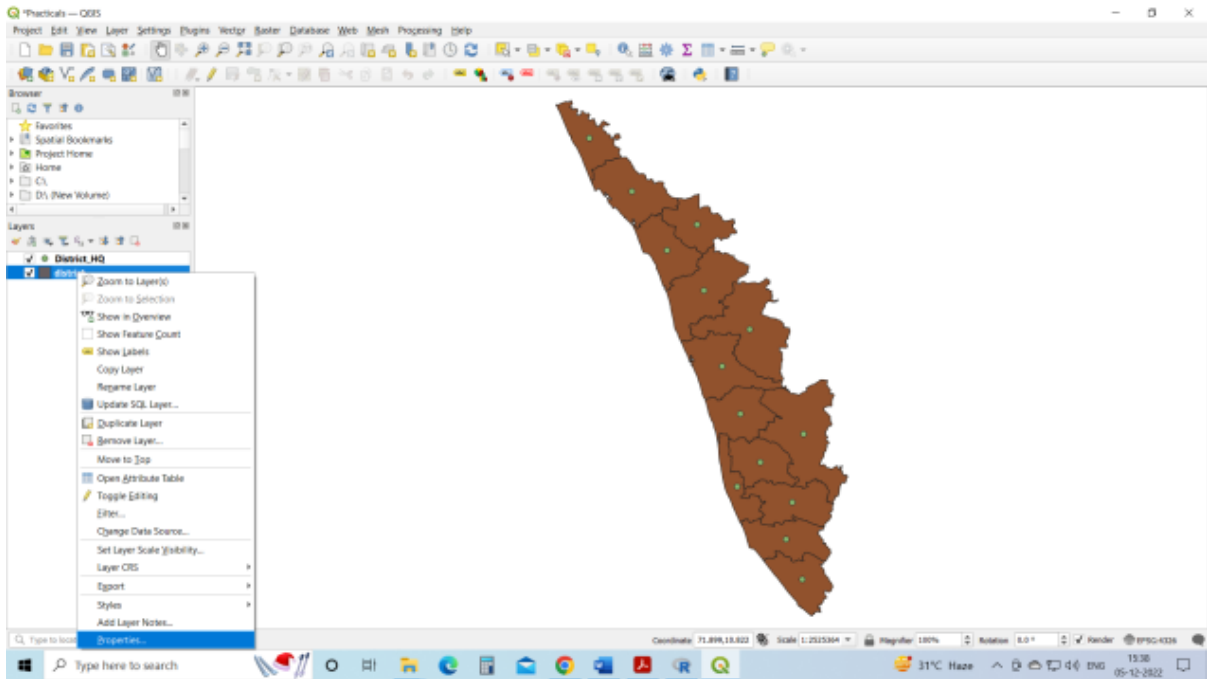 *Practicals — QGIS
Project Edit View Layer Settings Plugins Vector Raster Database Web Mesh Processing Help
Browser
Favorites
Spatial Bookmarks
Project Home
Home
C:\
D:\ (New Volume)
Layers
District_HQ
district
Zoom to Layer(s)
Zoom to Selection
Show in Overview
Show Feature Count
Show Labels
Copy Layer
Rename Layer
Update SQL Layer...
Duplicate Layer
Remove Layer...
Move to Top
Open Attribute Table
Toggle Editing
Filter...
Change Data Source...
Set Layer Scale Visibility...
Layer CRS
Export
Styles
Add Layer Notes...
Properties...
Type to locat
Coordinate 71.899,10.822 Scale 1:2525364 Magnifier 100% Rotation 0.0 ° Render EPSG:4326
Type here to search
31°C Haze ENG 15:30
05-12-2022